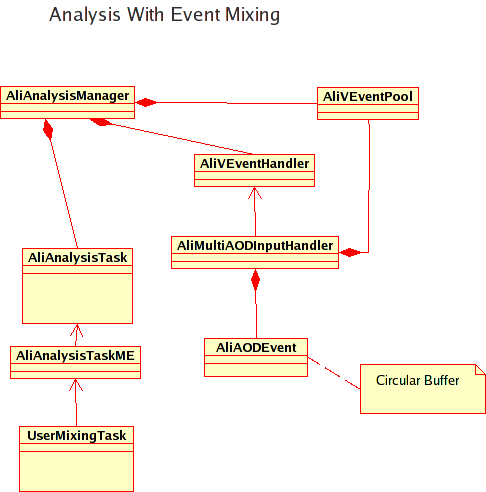 Analysis With Event Mixing
AliAnalysisManager
AliVEventPool
AliVEventHandler
AliMultiAODInputHandler
AliAnalysisTask
AliAODEvent
AliAnalysisTaskME
Circular Buffer
UserMixingTask